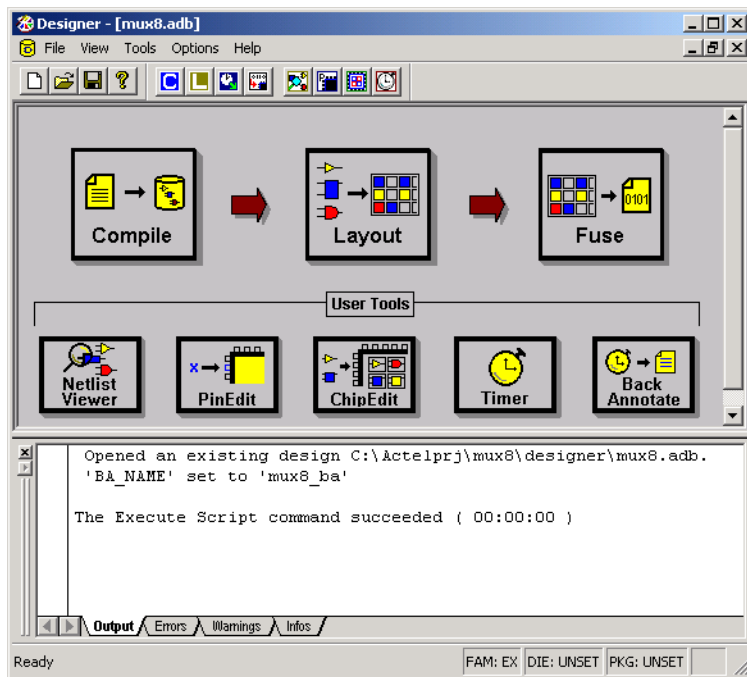 Designer - [mux8.adb]
File View Tools Options Help
Compile
Layout
0101
Fuse
User Tools
Netlist
Viewer
PinEdit
ChipEdit
Timer
Back
Annotate
Opened an existing design C:\Actelprj\mux8\designer\mux8.adb.
'BA_NAME' set to 'mux8_ba'
The Execute Script command succeeded ( 00:00:00 )
Output Errors Warnings Infos
Ready
FAM: EX DIE: UNSET PKG: UNSET